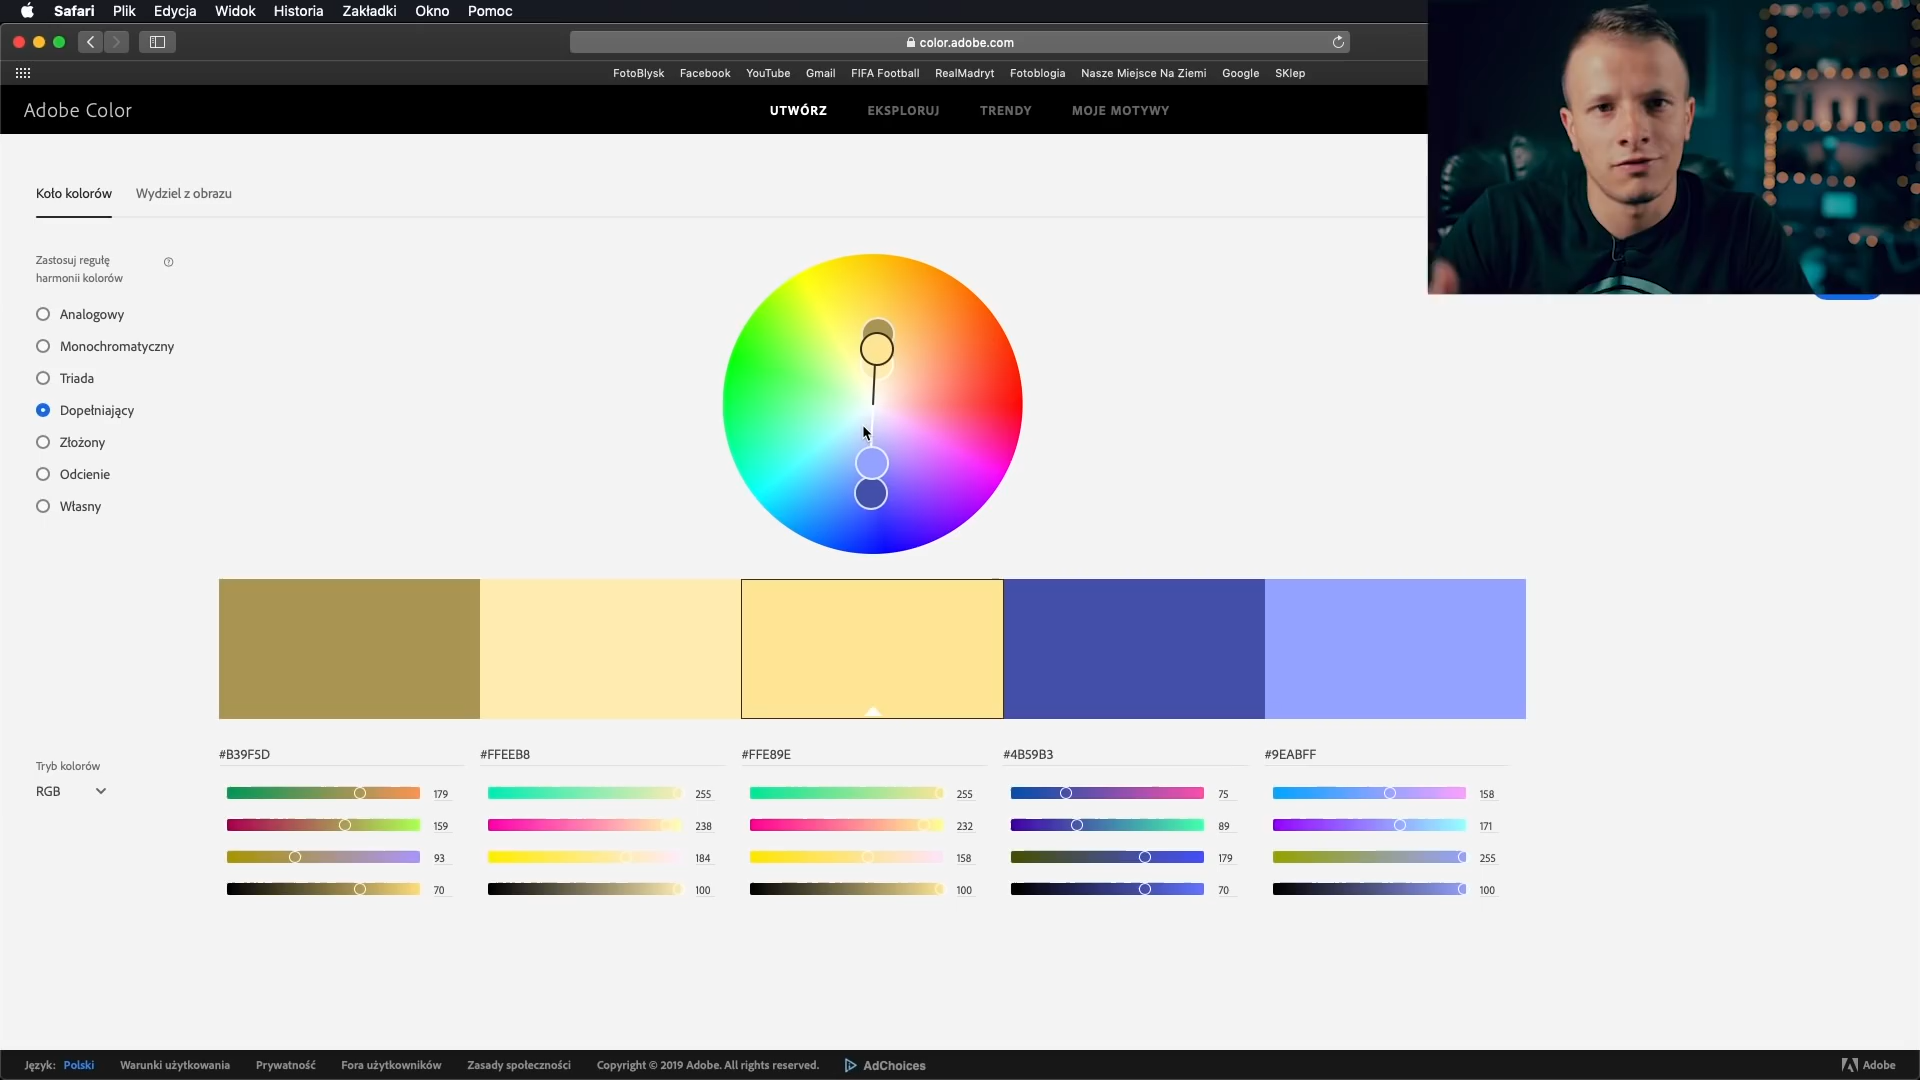 Safari Plik Edycja Widok Historia Zakładki Okno Pomoc
color.adobe.com
FotoBlysk Facebook YouTube Gmail FIFA Football RealMadryt Fotoblogia Nasze Miejsce Na Ziemi Google SKlep
Adobe Color
UTWÓRZ EKSPLORUJ TRENDY MOJE MOTYWY
Koło kolorów Wydziel z obrazu
Zastosuj regułę
harmonii kolorów
Analogowy
Monochromatyczny
Triada
Dopełniający
Złożony
Odcienie
Własny
#B39F5D #FFEEB8 #FFE89E #4B59B3 #9EABFF
Tryb kolorów
RGB
179 255 255 75 158
159 238 232 89 171
93 184 158 179 255
70 100 100 70 100
Język: Polski Warunki użytkowania Prywatność Fora użytkowników Zasady społeczności Copyright © 2019 Adobe. All rights reserved. AdChoices Adobe